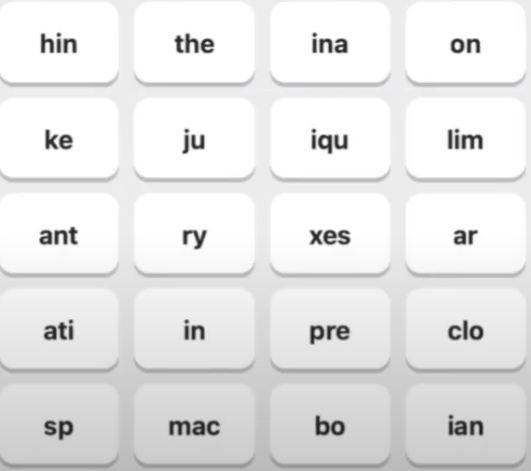 hin the ina on
ke ju iqu lim
ant ry xes ar
ati in pre clo
sp mac bo ian